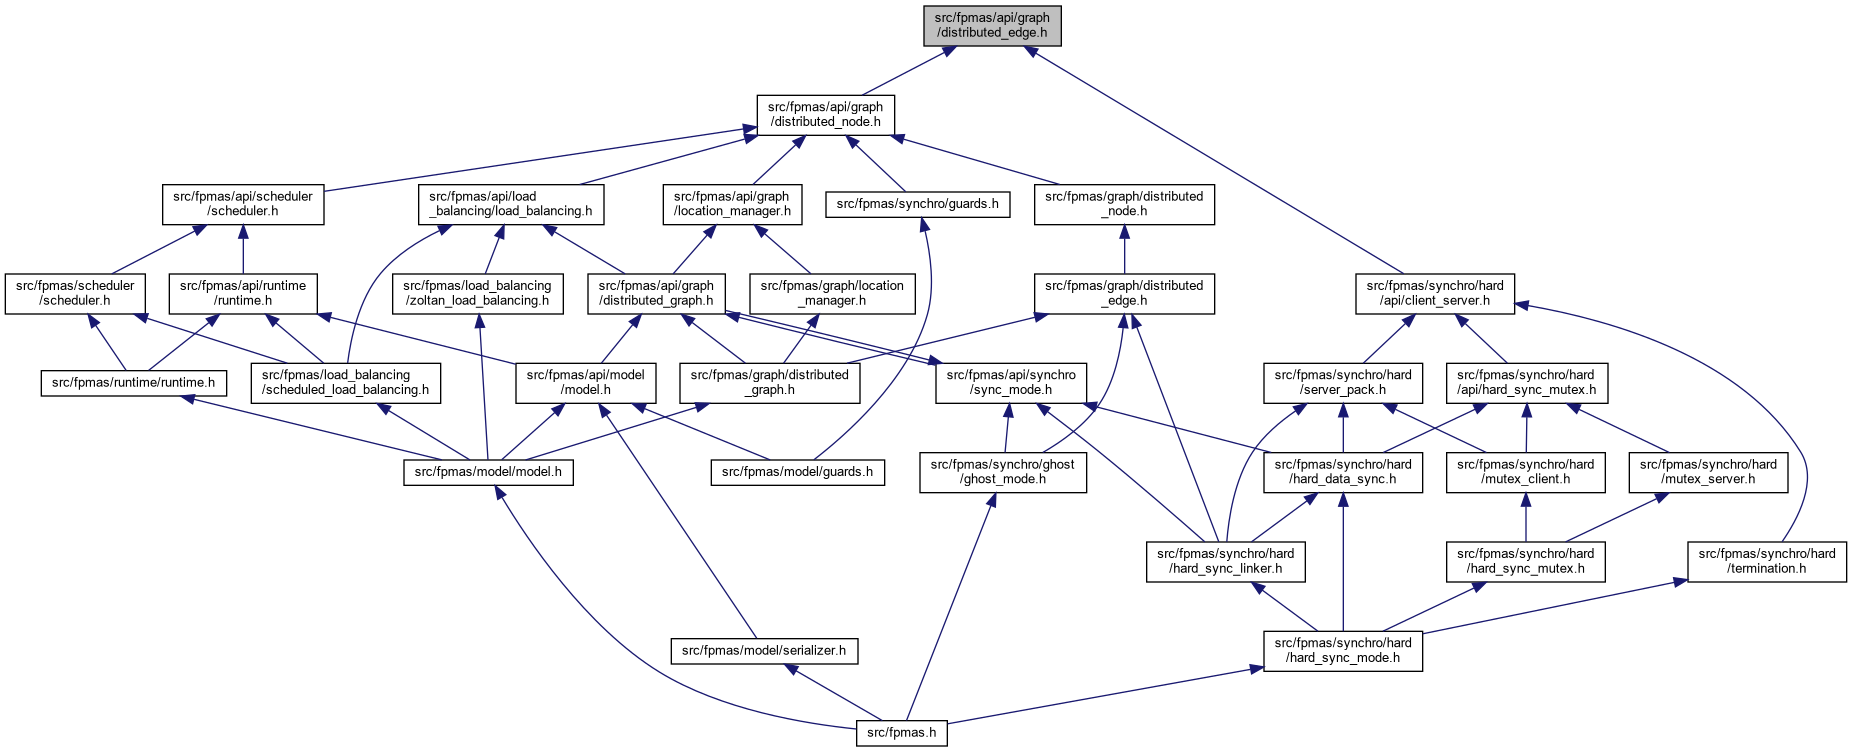 src/fpmas/api/graph
/distributed_edge.h
src/fpmas/api/graph
/distributed_node.h
src/fpmas/api/scheduler
/scheduler.h
src/fpmas/api/load
_balancing/load_balancing.h
src/fpmas/api/graph
/location_manager.h
src/fpmas/synchro/guards.h
src/fpmas/graph/distributed
_node.h
src/fpmas/scheduler
/scheduler.h
src/fpmas/api/runtime
/runtime.h
src/fpmas/load_balancing
/zoltan_load_balancing.h
src/fpmas/api/graph
/distributed_graph.h
src/fpmas/graph/location
_manager.h
src/fpmas/graph/distributed
_edge.h
src/fpmas/synchro/hard
/api/client_server.h
src/fpmas/runtime/runtime.h
src/fpmas/load_balancing
/scheduled_load_balancing.h
src/fpmas/api/model
/model.h
src/fpmas/graph/distributed
_graph.h
src/fpmas/api/synchro
/sync_mode.h
src/fpmas/synchro/hard
/server_pack.h
src/fpmas/synchro/hard
/api/hard_sync_mutex.h
src/fpmas/model/model.h
src/fpmas/model/guards.h
src/fpmas/synchro/ghost
/ghost_mode.h
src/fpmas/synchro/hard
/hard_data_sync.h
src/fpmas/synchro/hard
/mutex_client.h
src/fpmas/synchro/hard
/mutex_server.h
src/fpmas/synchro/hard
/hard_sync_linker.h
src/fpmas/synchro/hard
/hard_sync_mutex.h
src/fpmas/synchro/hard
/termination.h
src/fpmas/model/serializer.h
src/fpmas/synchro/hard
/hard_sync_mode.h
src/fpmas.h